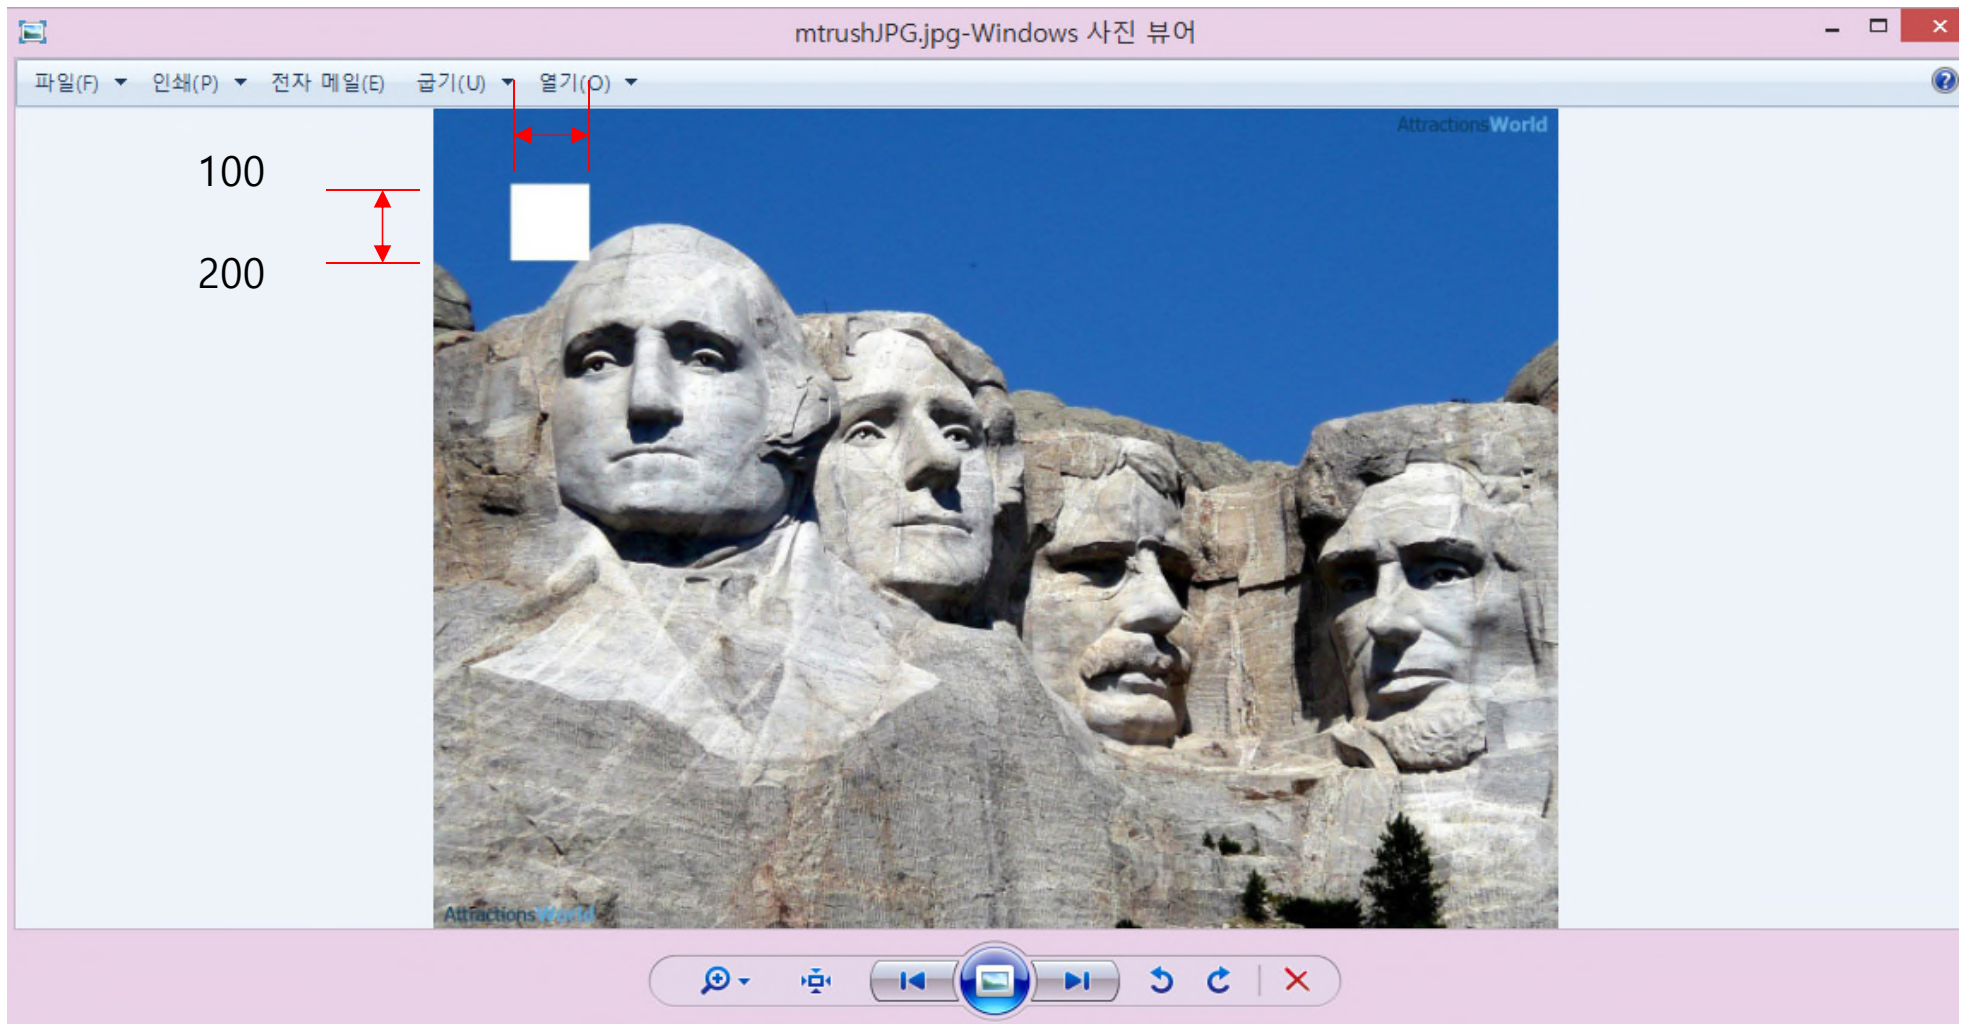 mtrushJPG.jpg-Windows 사진 뷰어
파일(F) 인쇄(P) 전자 메일(E) 굽기(U) 열기(O)
AttractionsWorld
100
200
AttractionsWorld